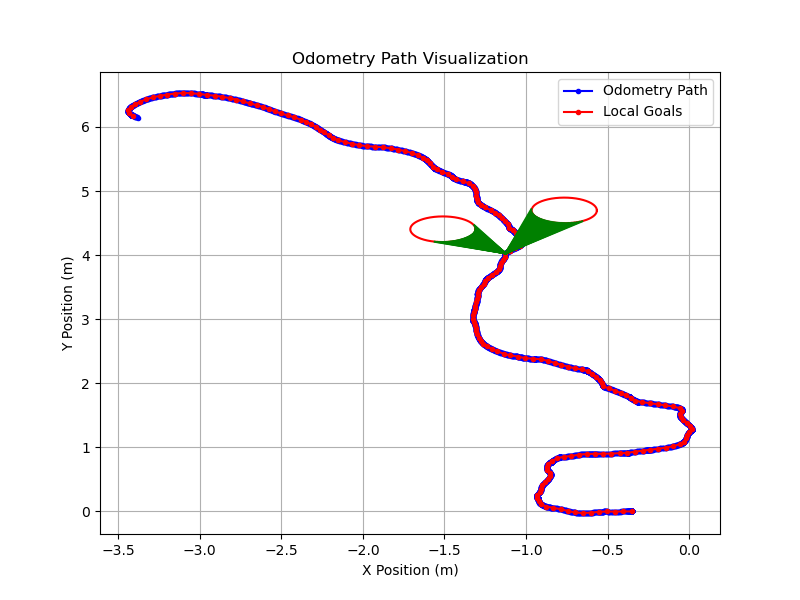 Odometry Path Visualization
Odometry Path
Local Goals
Y Position (m)
6
5
4
3
2
1
0
−3.5 −3.0 −2.5 −2.0 −1.5 −1.0 −0.5 0.0
X Position (m)